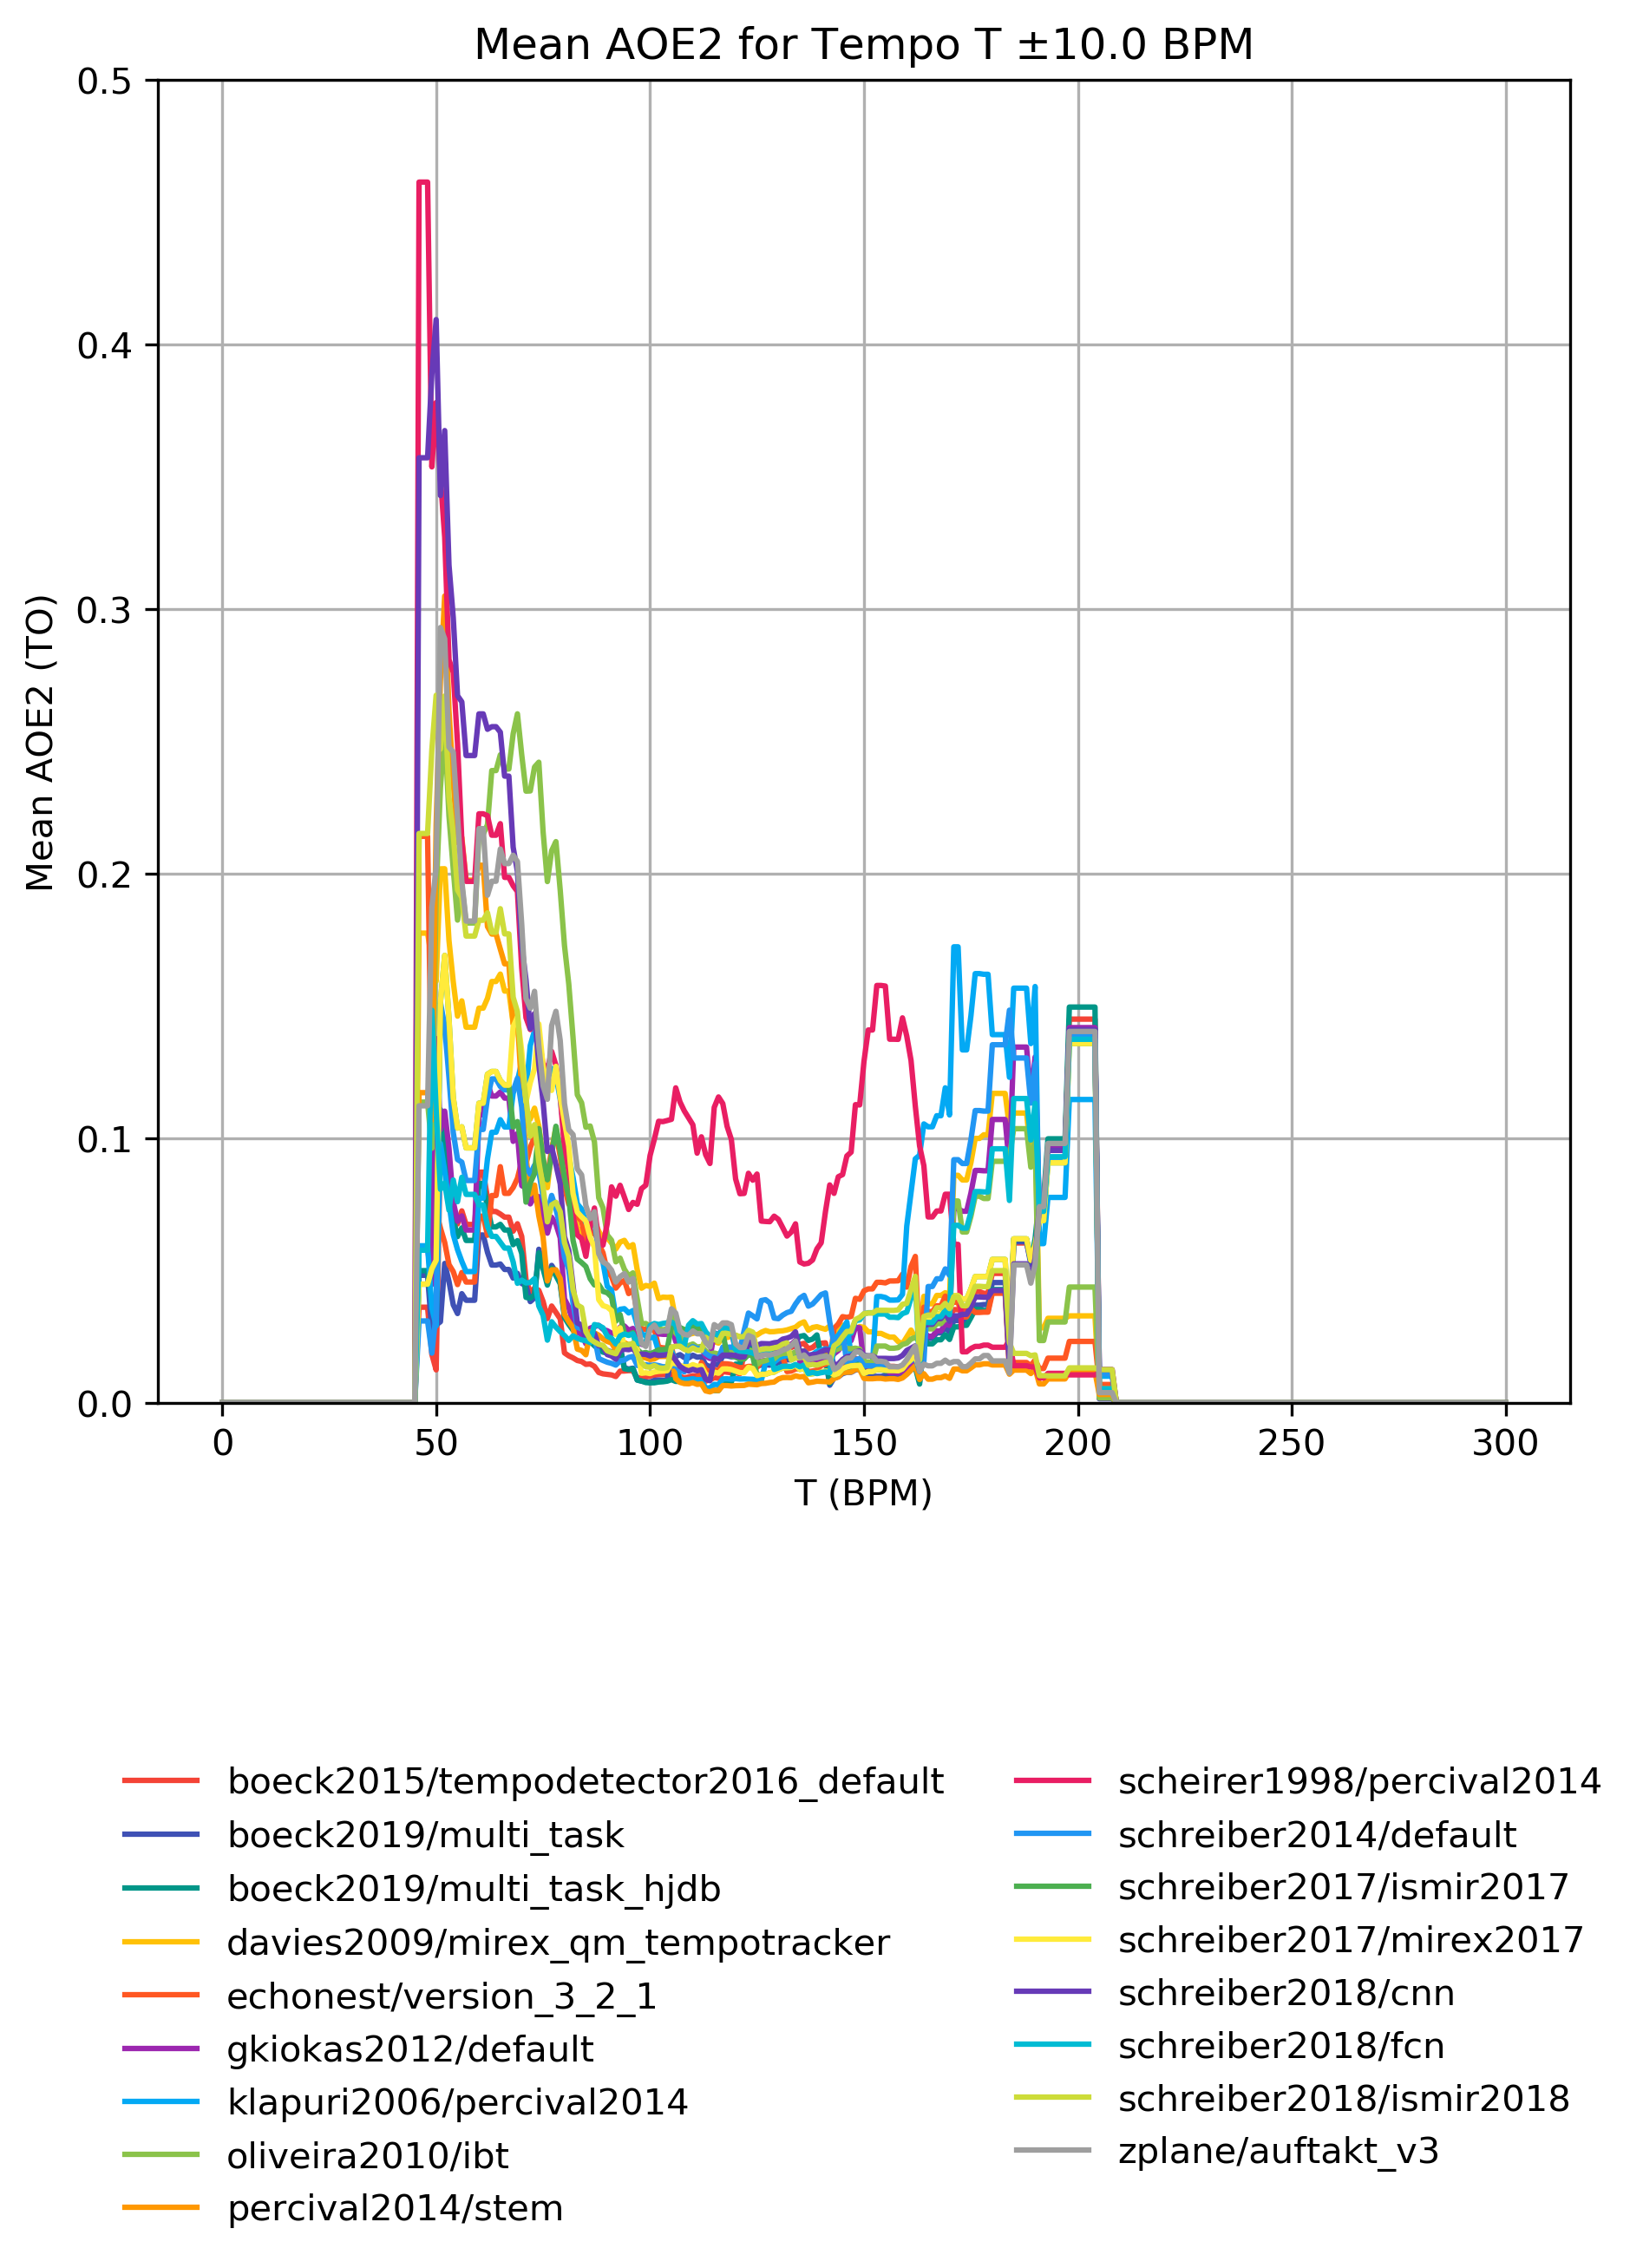 Mean AOE2 for Tempo T ±10.0 BPM
0.5
0.4
0.3
0.2
0.1
0.0
Mean AOE2 (TO)
0 50 100 150 200 250 300
T (BPM)
boeck2015/tempodetector2016_default
boeck2019/multi_task
boeck2019/multi_task_hjdb
davies2009/mirex_qm_tempotracker
echonest/version_3_2_1
gkiokas2012/default
klapuri2006/percival2014
oliveira2010/ibt
percival2014/stem
scheirer1998/percival2014
schreiber2014/default
schreiber2017/ismir2017
schreiber2017/mirex2017
schreiber2018/cnn
schreiber2018/fcn
schreiber2018/ismir2018
zplane/auftakt_v3